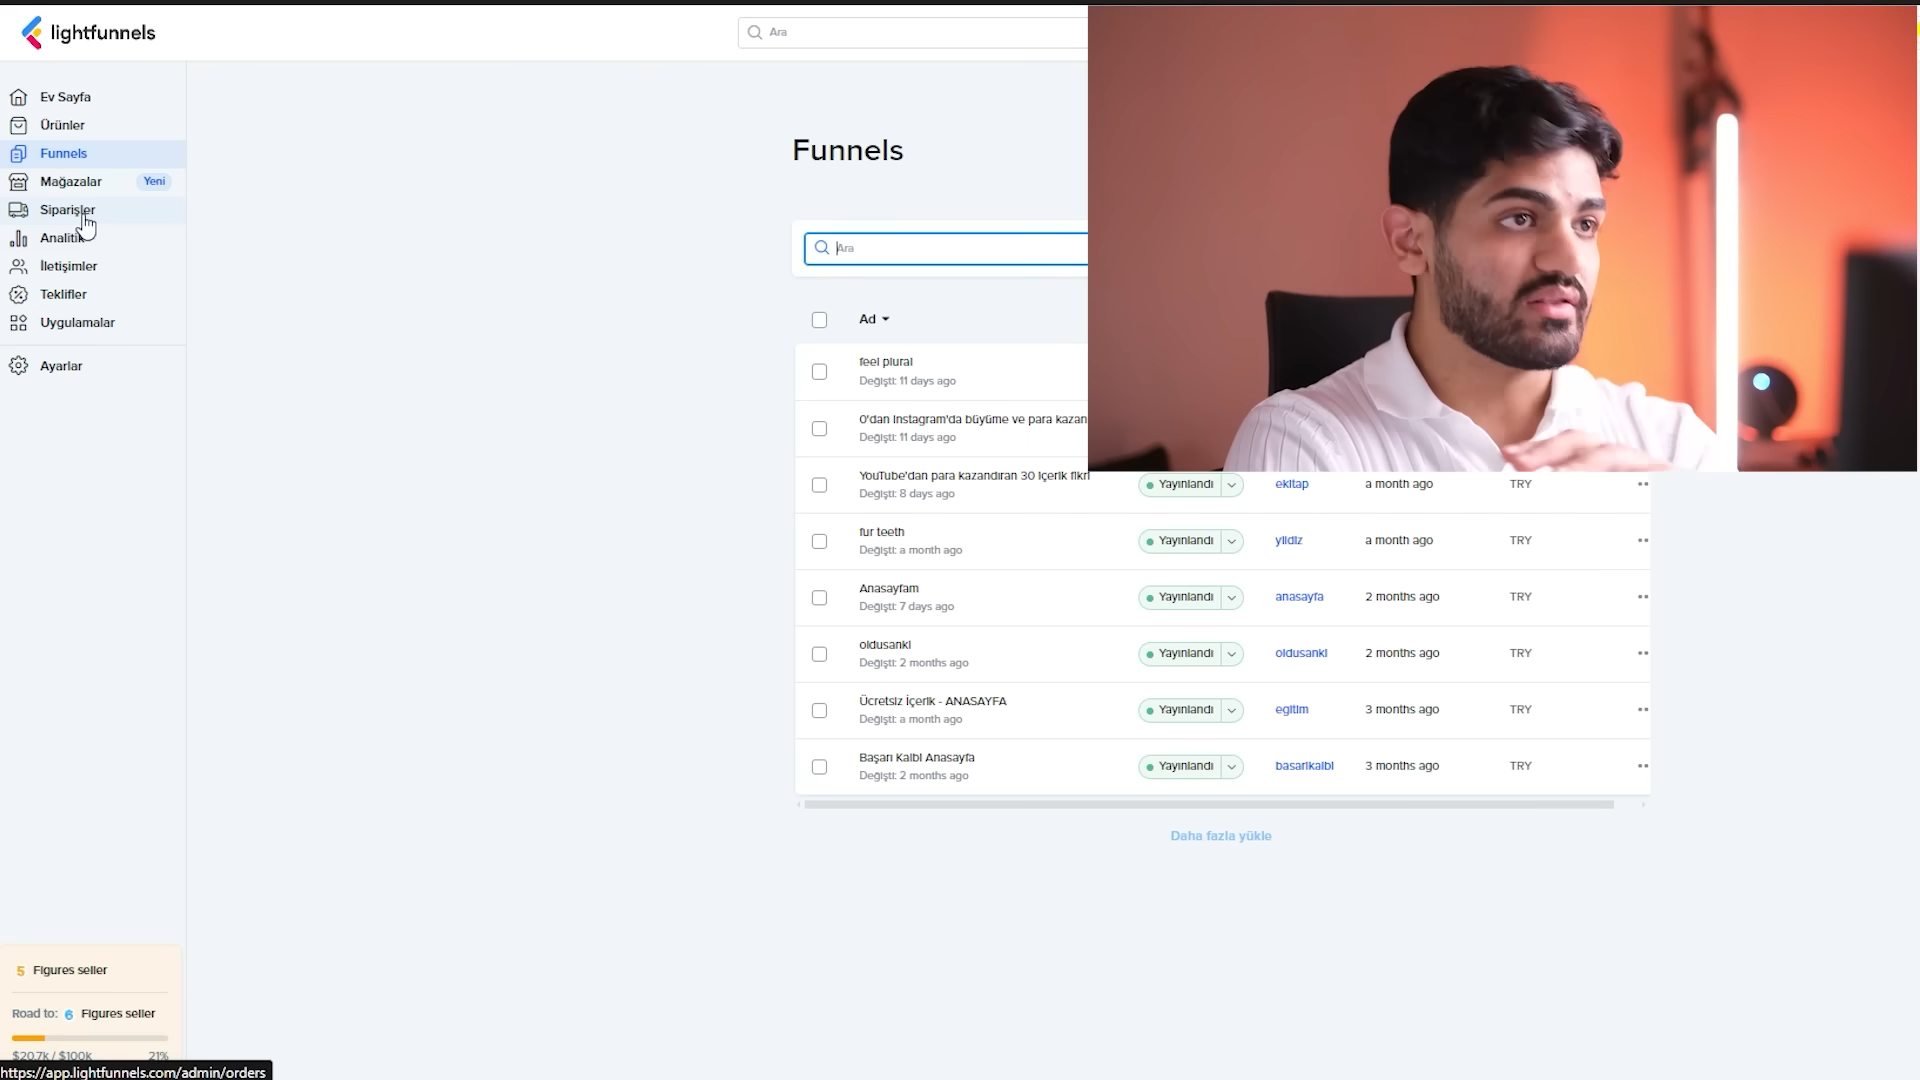 lightfunnels
Ara
Ev Sayfa
Ürünler
Funnels
Mağazalar Yeni
Siparişler
Analitik
İletişimler
Teklifler
Uygulamalar
Ayarlar
Funnels
Ara
Ad
feel plural
Değişti: 11 days ago
0'dan Instagram'da büyüme ve para kazan
Değişti: 11 days ago
YouTube'dan para kazandıran 30 içerik fikri
Değişti: 8 days ago
Yayınlandı ekitap a month ago TRY
fur teeth
Değişti: a month ago
Yayınlandı yildiz a month ago TRY
Anasayfam
Değişti: 7 days ago
Yayınlandı anasayfa 2 months ago TRY
oldusanki
Değişti: 2 months ago
Yayınlandı oldusanki 2 months ago TRY
Ücretsiz İçerik - ANASAYFA
Değişti: a month ago
Yayınlandı egitim 3 months ago TRY
Başarı Kalbi Anasayfa
Değişti: 2 months ago
Yayınlandı basarikalbi 3 months ago TRY
Daha fazla yükle
5 Figures seller
Road to: 6 Figures seller
$20.7k / $100k 21%
https://app.lightfunnels.com/admin/orders